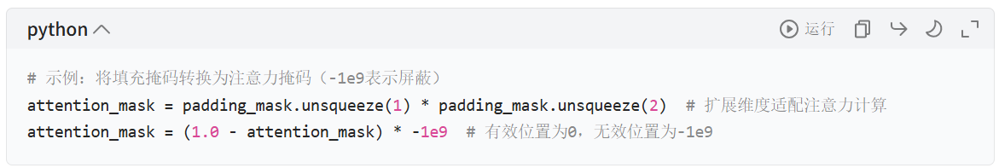 python
运行
# 示例：将填充掩码转换为注意力掩码（-1e9表示屏蔽）
attention_mask = padding_mask.unsqueeze(1) * padding_mask.unsqueeze(2)  # 扩展维度适配注意力计算
attention_mask = (1.0 - attention_mask) * -1e9  # 有效位置为0，无效位置为-1e9